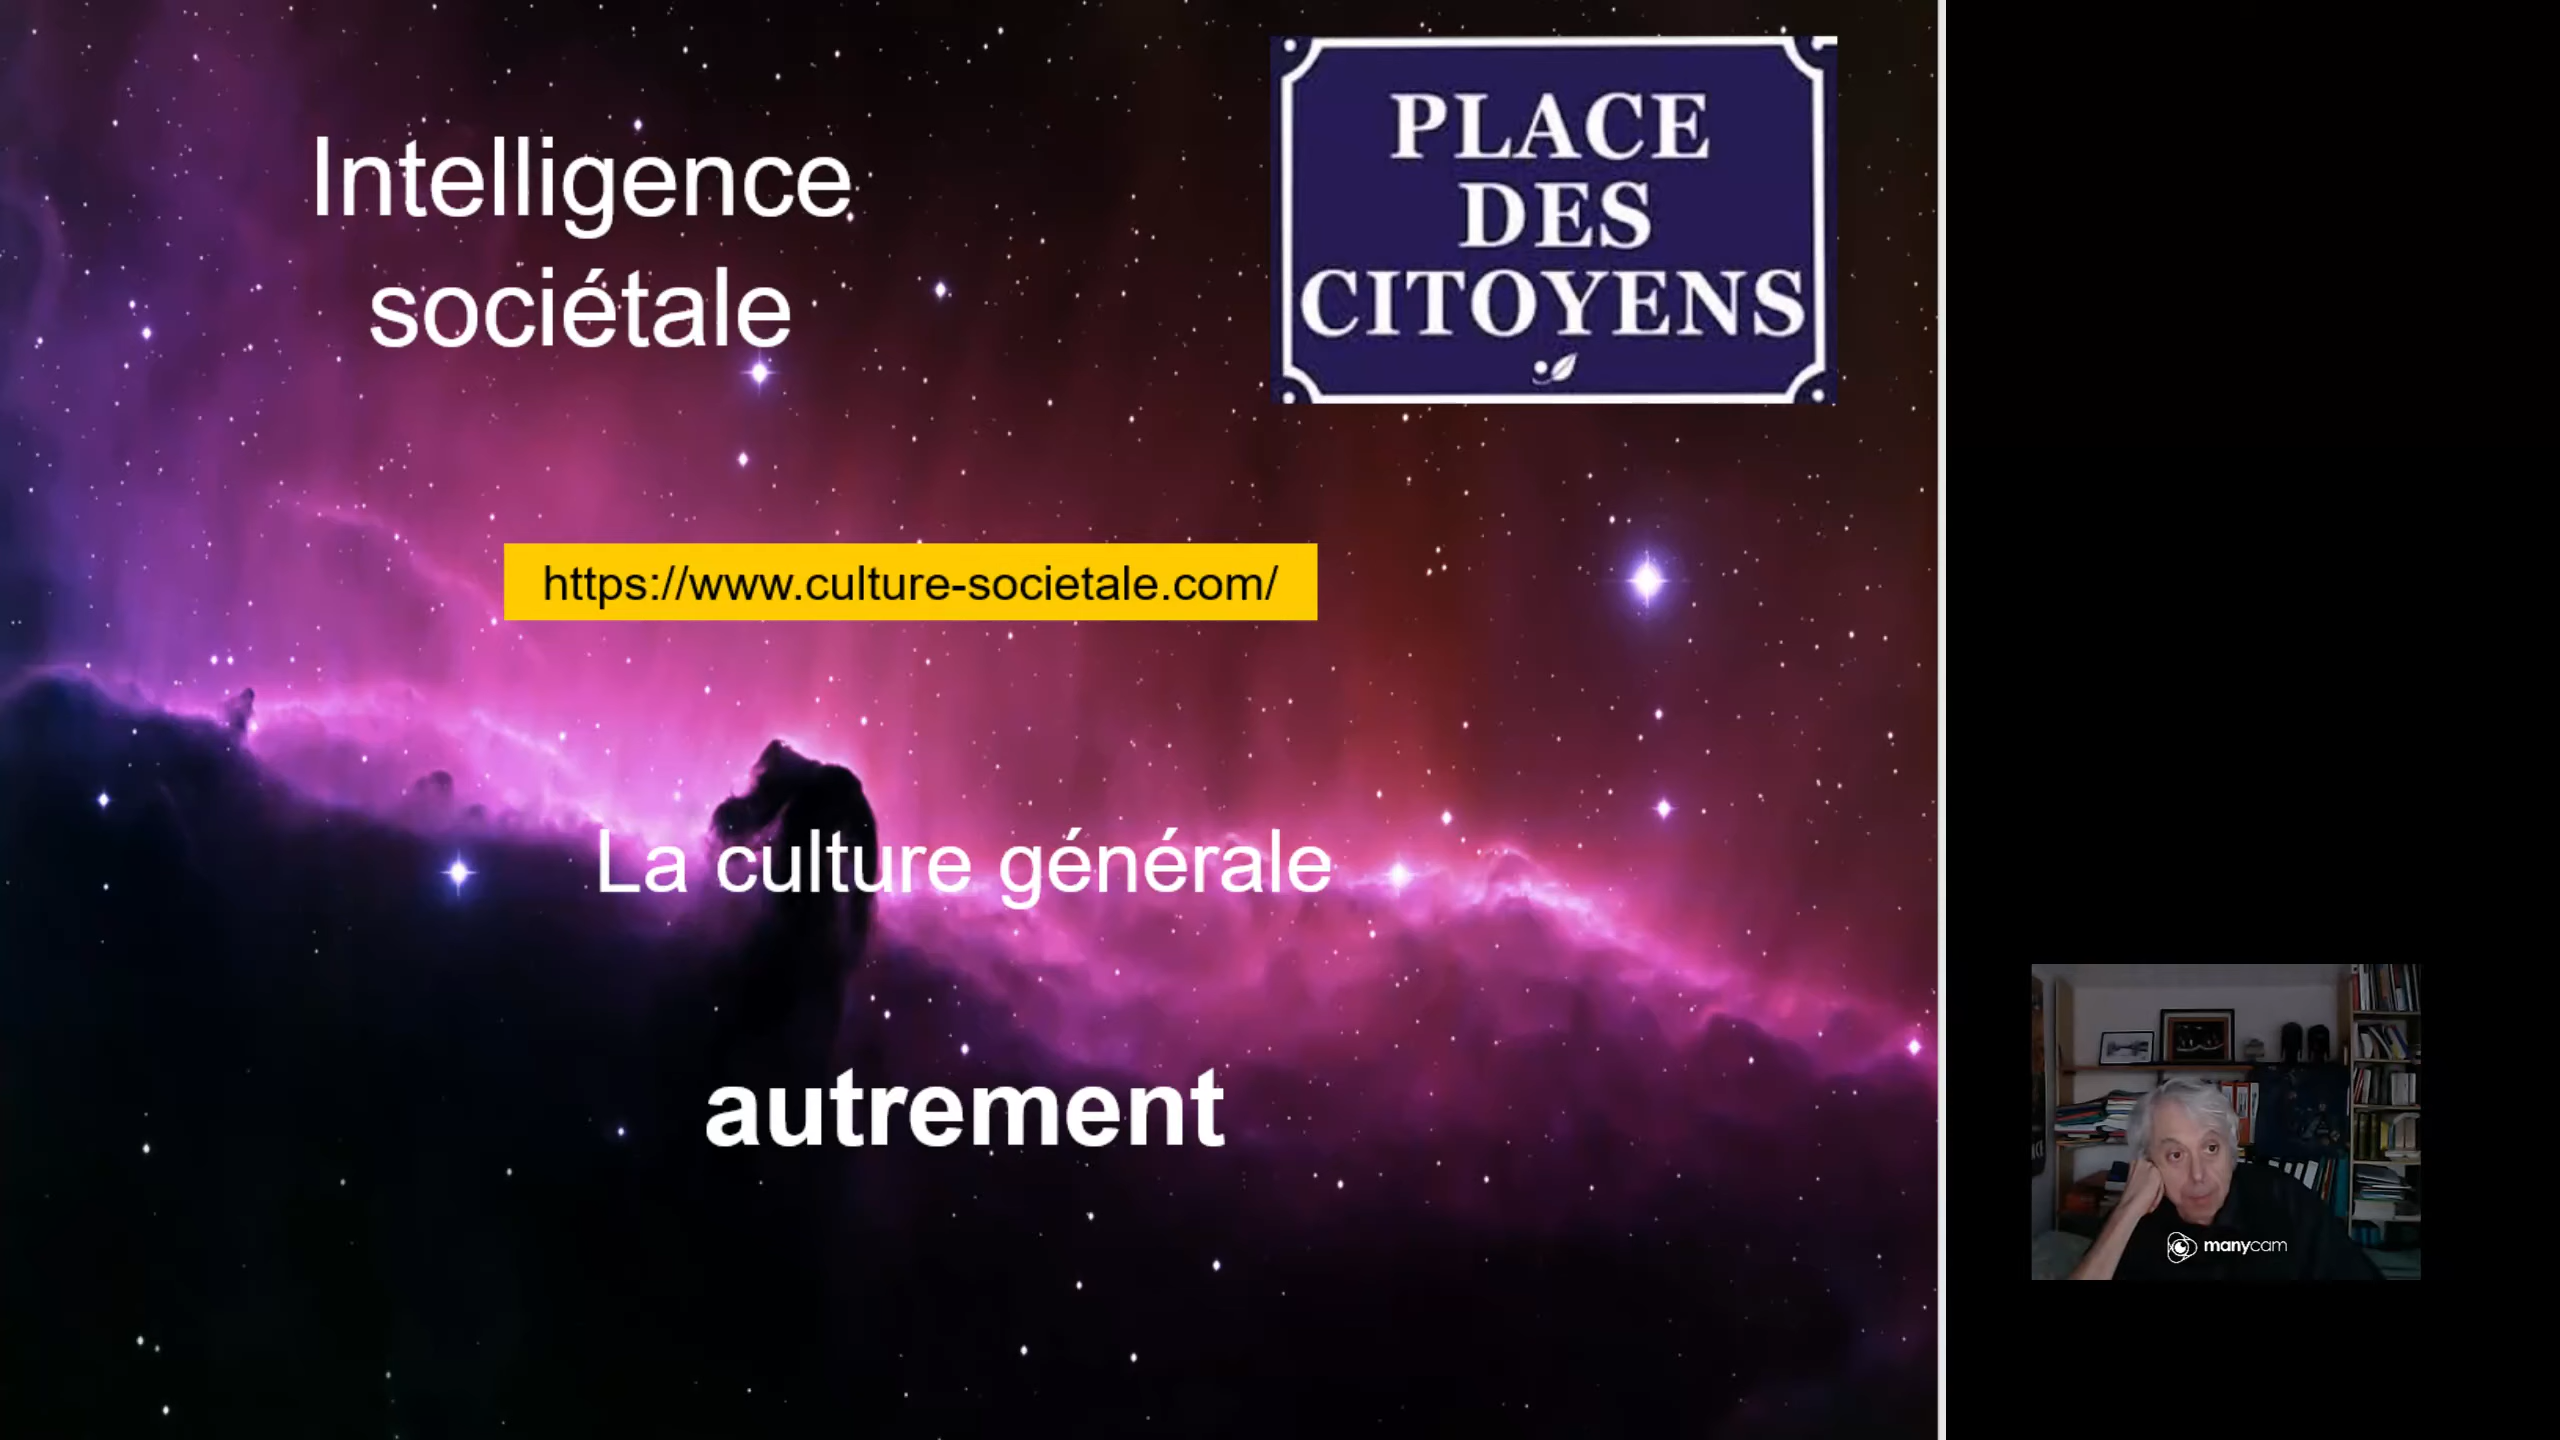 Intelligence
sociétale
PLACE
DES
CITOYENS
https://www.culture-societale.com/
La culture générale
autrement
manycam